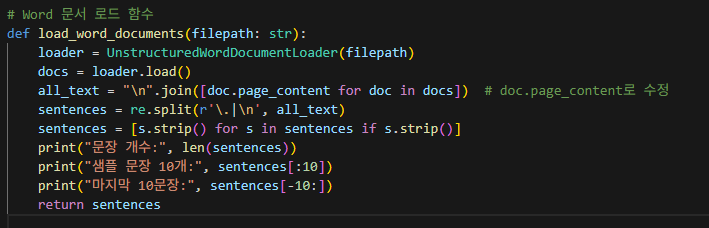 # Word 문서 로드 함수
def load_word_documents(filepath: str):
    loader = UnstructuredWordDocumentLoader(filepath)
    docs = loader.load()
    all_text = "\n".join([doc.page_content for doc in docs])  # doc.page_content로 수정
    sentences = re.split(r'\.|\n', all_text)
    sentences = [s.strip() for s in sentences if s.strip()]
    print("문장 개수:", len(sentences))
    print("샘플 문장 10개:", sentences[:10])
    print("마지막 10문장:", sentences[-10:])
    return sentences